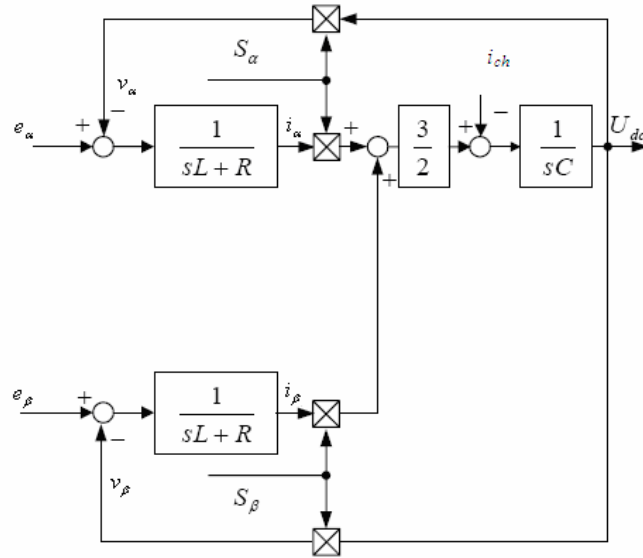 S_α
i_ch
v_α
−
−
e_α
+
1
sL + R
i_α
+
+
3
2
+
1
sC
U_dc
e_β
+
−
1
sL + R
i_β
v_β
S_β